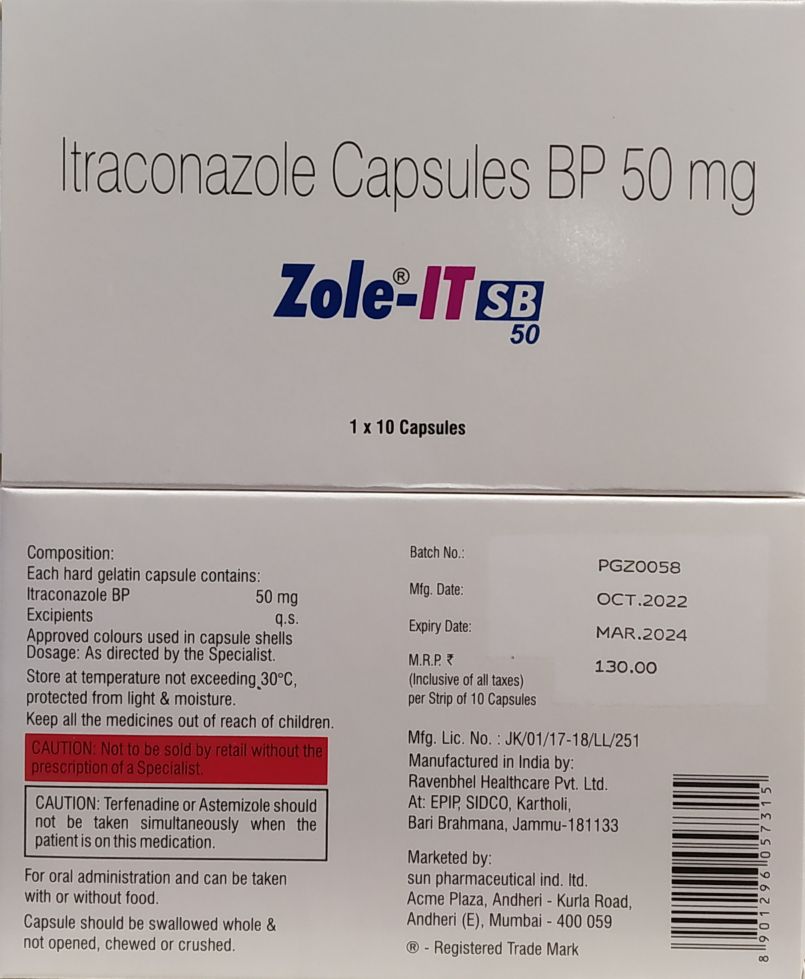 Itraconazole Capsules BP 50 mg
Zole®-IT SB
50
1 x 10 Capsules
Composition:
Each hard gelatin capsule contains:
Itraconazole BP 50 mg
Excipients q.s.
Approved colours used in capsule shells
Dosage: As directed by the Specialist.
Store at temperature not exceeding 30°C,
protected from light & moisture.
Keep all the medicines out of reach of children.
CAUTION: Not to be sold by retail without the
prescription of a Specialist.
CAUTION: Terfenadine or Astemizole should
not be taken simultaneously when the
patient is on this medication.
For oral administration and can be taken
with or without food.
Capsule should be swallowed whole &
not opened, chewed or crushed.
Batch No.: PGZ0058
Mfg. Date: OCT.2022
Expiry Date: MAR.2024
M.R.P. ₹ 130.00
(Inclusive of all taxes)
per Strip of 10 Capsules
Mfg. Lic. No. : JK/01/17-18/LL/251
Manufactured in India by:
Ravenbhel Healthcare Pvt. Ltd.
At: EPIP, SIDCO, Kartholi,
Bari Brahmana, Jammu-181133
Marketed by:
sun pharmaceutical ind. ltd.
Acme Plaza, Andheri - Kurla Road,
Andheri (E), Mumbai - 400 059
® - Registered Trade Mark
8 901296 057315